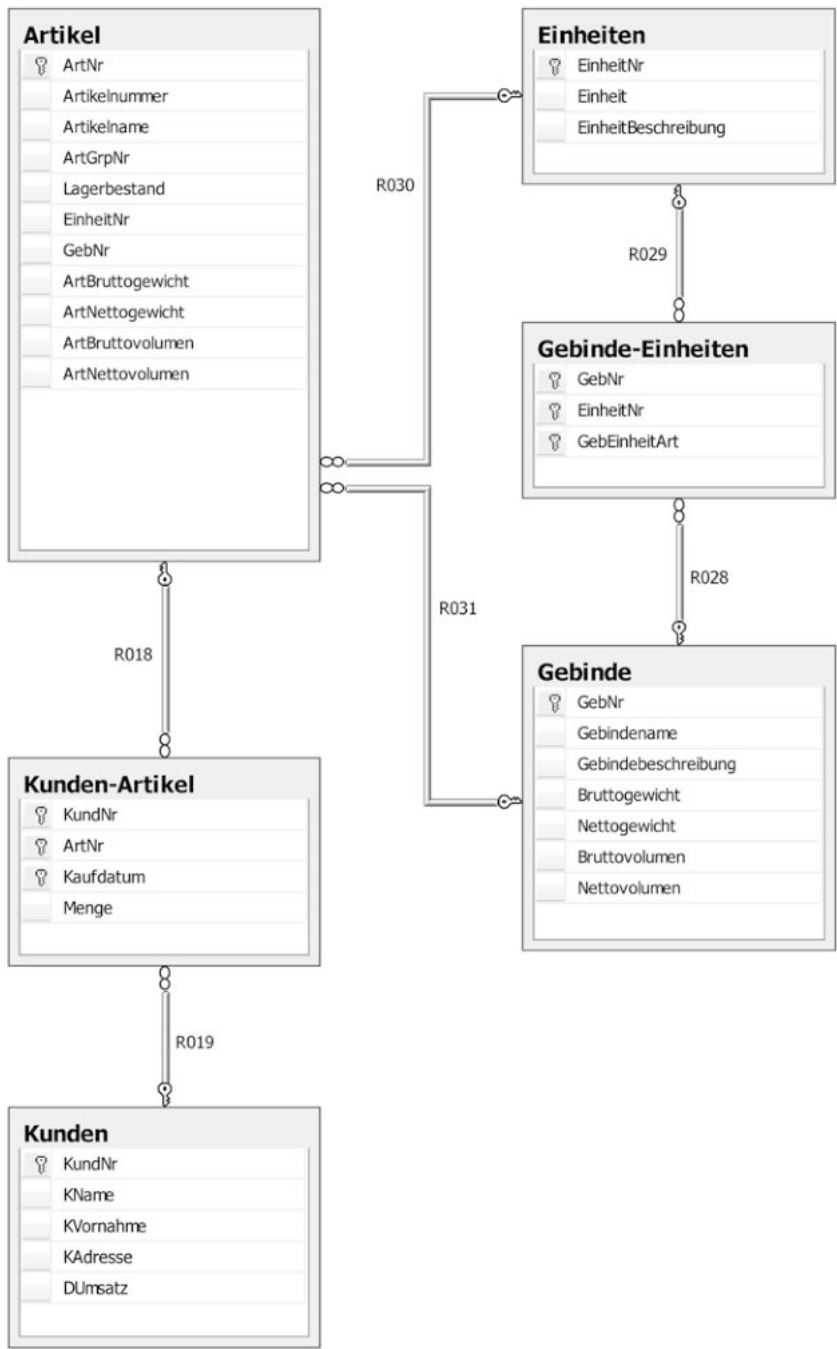 Artikel
ArtNr
Artikelnummer
Artikelname
ArtGrpNr
Lagerbestand
EinheitNr
GebNr
ArtBruttogewicht
ArtNettogewicht
ArtBruttovolumen
ArtNettovolumen
R030
Einheiten
EinheitNr
Einheit
EinheitBeschreibung
R029
Gebinde-Einheiten
GebNr
EinheitNr
GebEinheitArt
R028
R031
R018
Gebinde
GebNr
Gebindename
Gebindebeschreibung
Bruttogewicht
Nettogewicht
Bruttovolumen
Nettovolumen
Kunden-Artikel
KundNr
ArtNr
Kaufdatum
Menge
R019
Kunden
KundNr
KName
KVornahme
KAdresse
DUmsatz